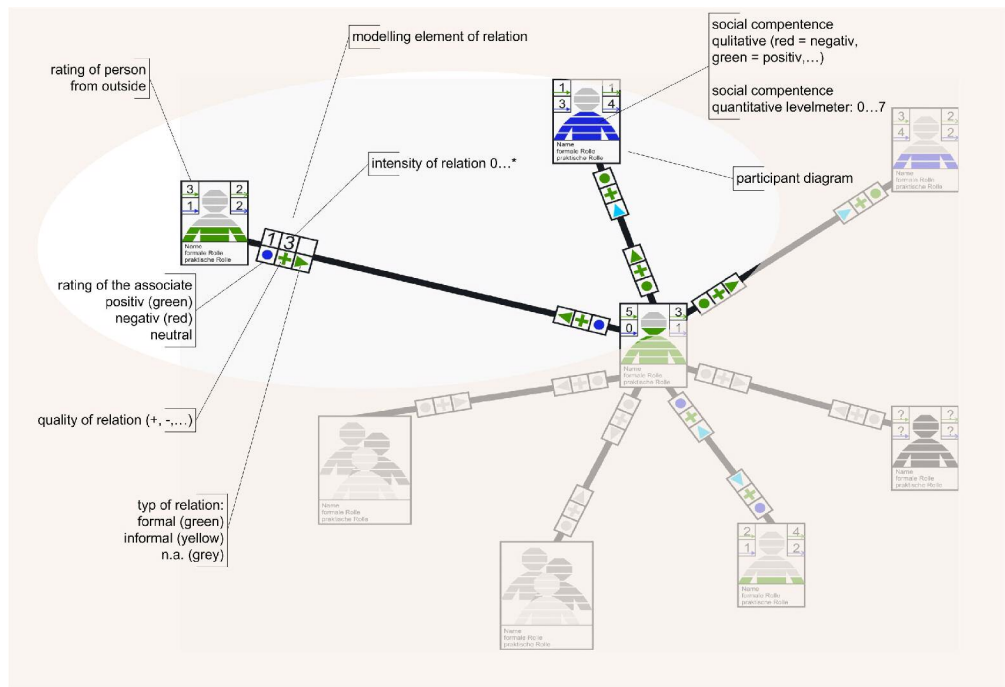 modelling element of relation
social compentence
qulitative (red = negativ,
green = positiv,...)
social compentence
quantitative levelmeter: 0...7
rating of person
from outside
intensity of relation 0...*
participant diagram
1 1
3 4
Name
formale Rolle
praktische Rolle
3 2
4 2
Name
formale Rolle
praktische Rolle
3 2
1 2
Name
formale Rolle
praktische Rolle
1 3
rating of the associate
positiv (green)
negativ (red)
neutral
5 3
0 1
Name
formale Rolle
praktische Rolle
quality of relation (+, -,...)
? ?
? ?
Name
formale Rolle
praktische Rolle
Name
formale Rolle
praktische Rolle
typ of relation:
formal (green)
informal (yellow)
n.a. (grey)
2 4
1 2
Name
formale Rolle
praktische Rolle
Name
formale Rolle
praktische Rolle